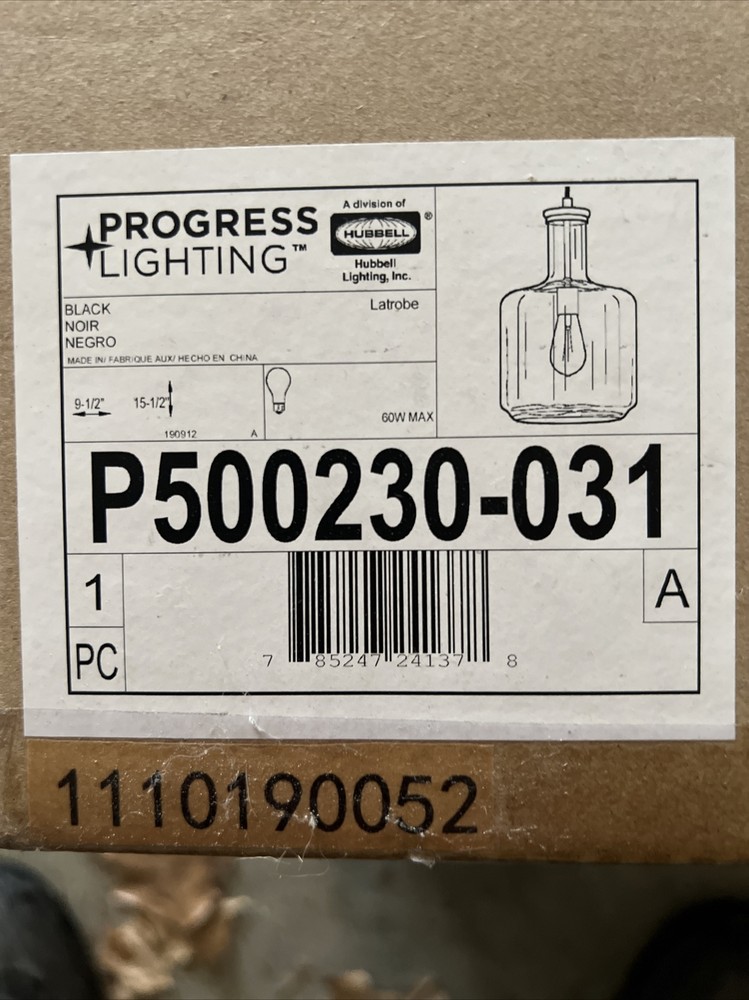 PROGRESS
LIGHTING™
A division of
HUBBELL®
Hubbell
Lighting, Inc.
BLACK
NOIR
NEGRO
Latrobe
MADE IN/ FABRIQUE AUX/ HECHO EN CHINA
9-1/2"
15-1/2"
190912 A
60W MAX
P500230-031
1
PC
A
7 85247 24137 8
1110190052